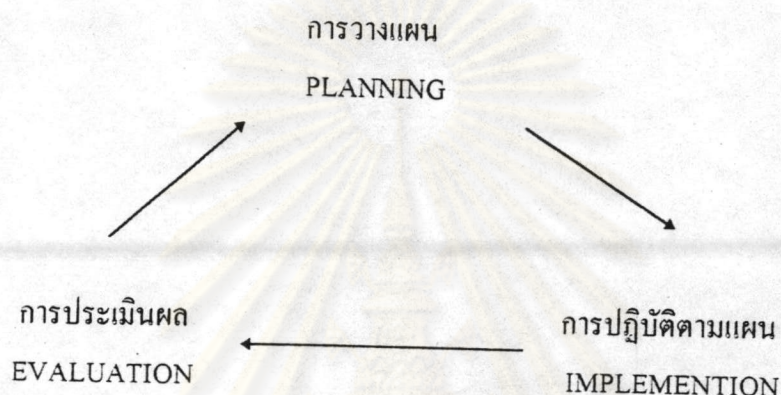 การวางแผน
PLANNING
การประเมินผล
EVALUATION
การปฏิบัติตามแผน
IMPLEMENTION